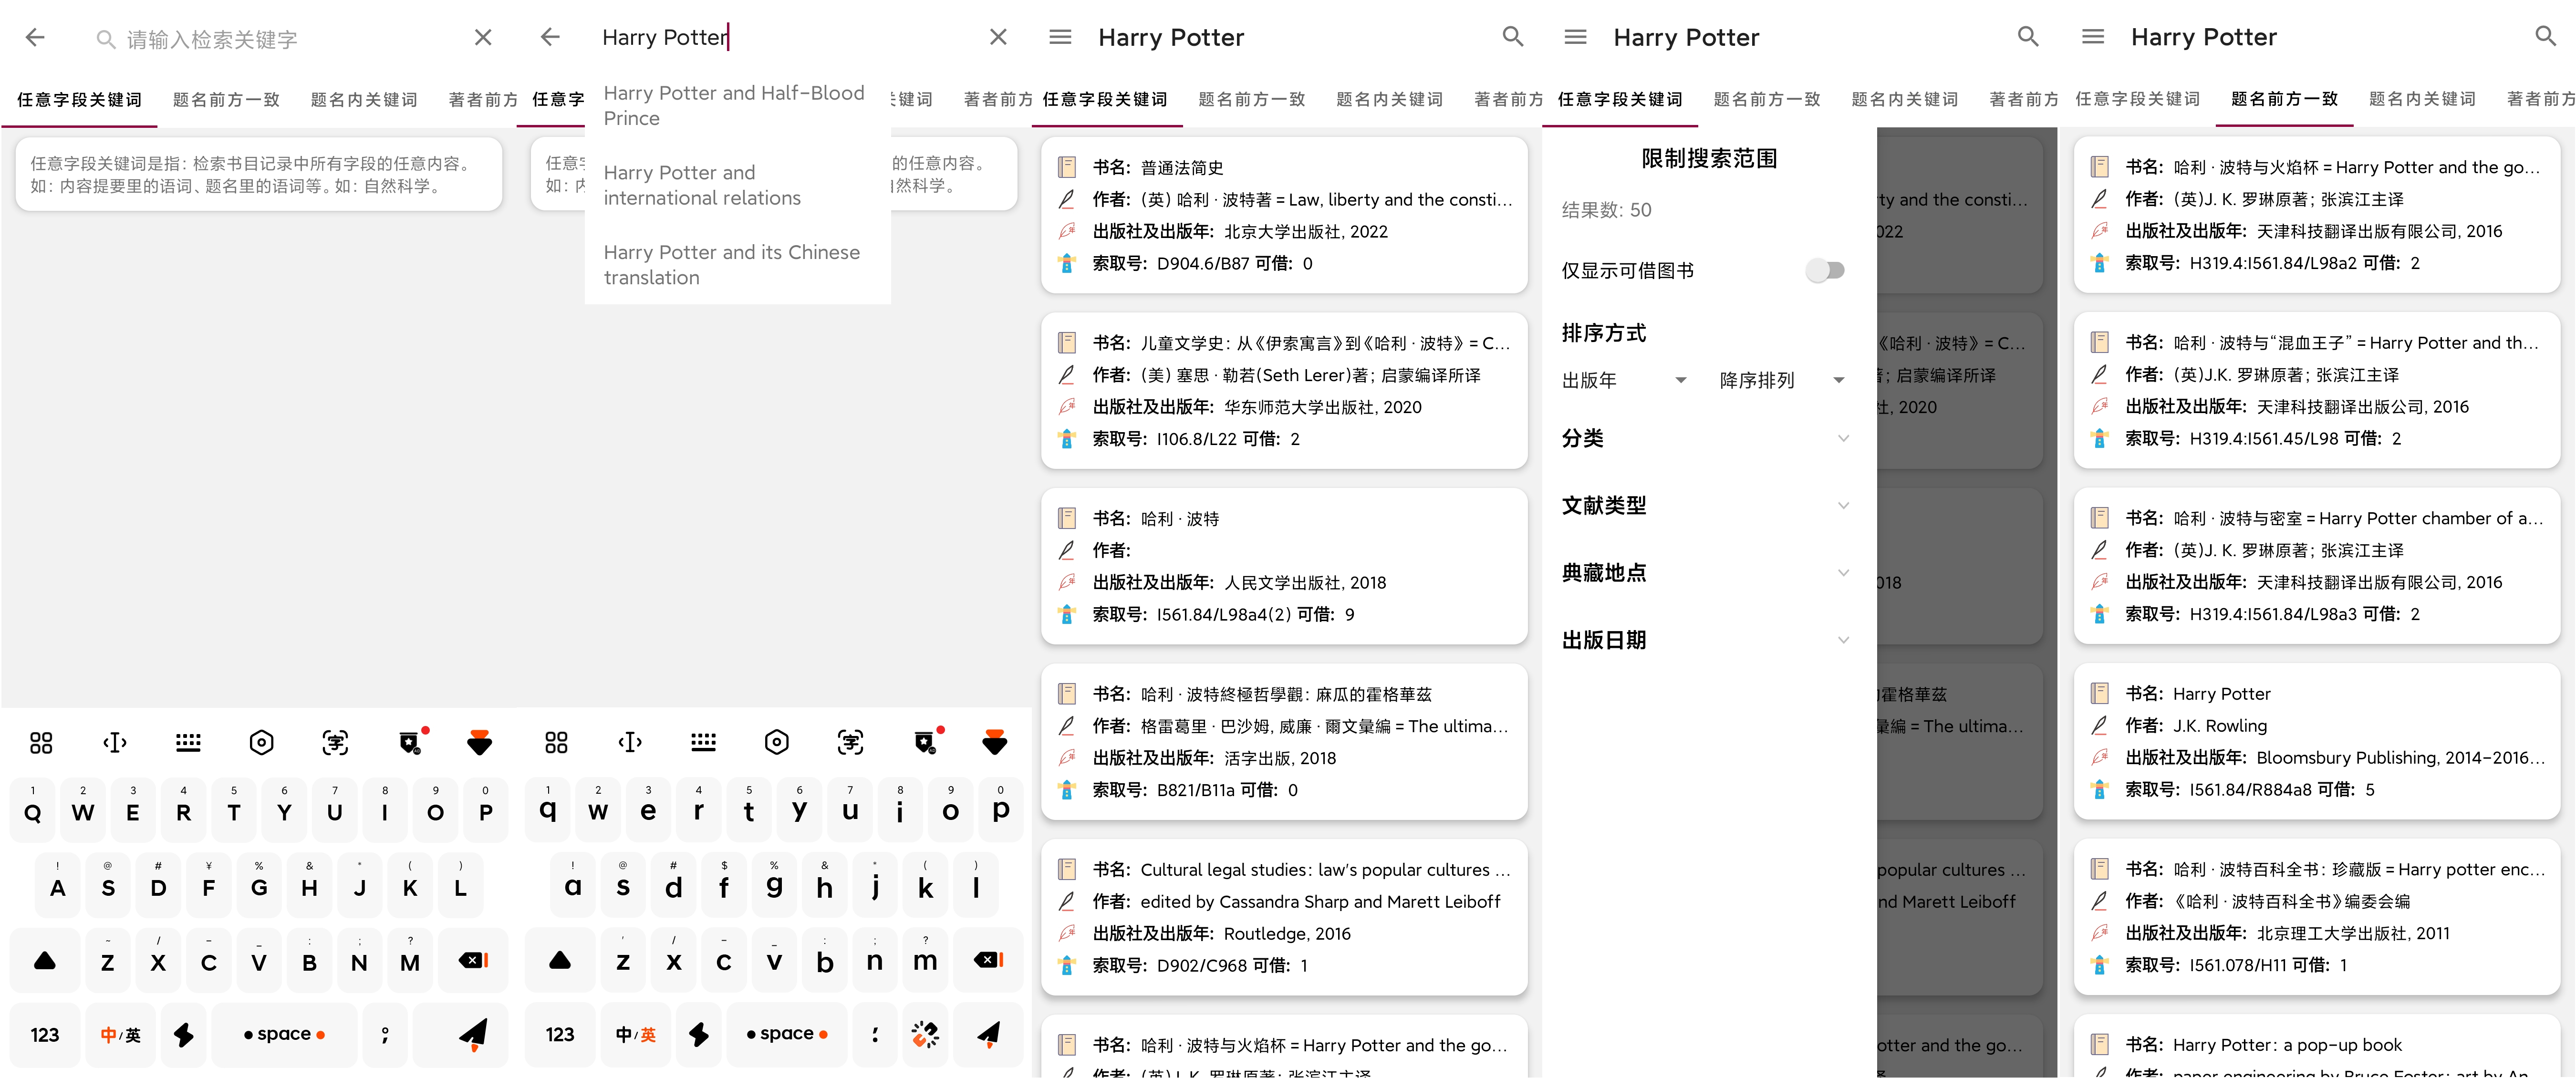 请输入检索关键字
任意字段关键词 题名前方一致 题名内关键词 著者前方
任意字段关键词是指: 检索书目记录中所有字段的任意内容。
如: 内容提要里的语词、题名里的语词等。如: 自然科学。
1 2 3 4 5 6 7 8 9 0
Q W E R T Y U I O P
! @ # ¥ % & * ( )
A S D F G H J K L
~ / – _ : ; ?
Z X C V B N M
123 中/英 space ;
Harry Potter
任意字
关键词 著者前方
Harry Potter and Half-Blood
Prince
Harry Potter and
international relations
Harry Potter and its Chinese
translation
任意字
的任意内容。
如: 内
自然科学。
1 2 3 4 5 6 7 8 9 0
q w e r t y u i o p
! @ # $ % & * ( )
a s d f g h j k l
' / – _ : ; ?
z x c v b n m
123 中/英 space
Harry Potter
任意字段关键词 题名前方一致 题名内关键词 著者前方
书名: 普通法简史
作者: (英) 哈利 · 波特著 = Law, liberty and the consti...
出版社及出版年: 北京大学出版社, 2022
索取号: D904.6/B87 可借: 0
书名: 儿童文学史: 从《伊索寓言》到《哈利 · 波特》 = C...
作者: (美) 塞思 · 勒若(Seth Lerer)著; 启蒙编译所译
出版社及出版年: 华东师范大学出版社, 2020
索取号: I106.8/L22 可借: 2
书名: 哈利 · 波特
作者:
出版社及出版年: 人民文学出版社, 2018
索取号: I561.84/L98a4(2) 可借: 9
书名: 哈利 · 波特終極哲學觀: 麻瓜的霍格華茲
作者: 格雷葛里 · 巴沙姆, 威廉 · 爾文彙編 = The ultima...
出版社及出版年: 活字出版, 2018
索取号: B821/B11a 可借: 0
书名: Cultural legal studies: law's popular cultures ...
作者: edited by Cassandra Sharp and Marett Leiboff
出版社及出版年: Routledge, 2016
索取号: D902/C968 可借: 1
书名: 哈利 · 波特与火焰杯 = Harry Potter and the go...
作者: (英)J. K. 罗琳原著; 张滨江主译
Harry Potter
任意字段关键词 题名前方一致 题名内关键词 著者前方
限制搜索范围
结果数: 50
仅显示可借图书
排序方式
出版年 降序排列
分类
文献类型
典藏地点
出版日期
ty and the consti...
022
《哈利 · 波特》 = C...
著; 启蒙编译所译
社, 2020
018
的霍格華茲
彙編 = The ultima...
popular cultures ...
nd Marett Leiboff
otter and the go...
Harry Potter
任意字段关键词 题名前方一致 题名内关键词 著者前方
书名: 哈利 · 波特与火焰杯 = Harry Potter and the go...
作者: (英)J. K. 罗琳原著; 张滨江主译
出版社及出版年: 天津科技翻译出版有限公司, 2016
索取号: H319.4:I561.84/L98a2 可借: 2
书名: 哈利 · 波特与“混血王子” = Harry Potter and th...
作者: (英)J.K. 罗琳原著; 张滨江主译
出版社及出版年: 天津科技翻译出版公司, 2016
索取号: H319.4:I561.45/L98 可借: 2
书名: 哈利 · 波特与密室 = Harry Potter chamber of a...
作者: (英)J. K. 罗琳原著; 张滨江主译
出版社及出版年: 天津科技翻译出版有限公司, 2016
索取号: H319.4:I561.84/L98a3 可借: 2
书名: Harry Potter
作者: J.K. Rowling
出版社及出版年: Bloomsbury Publishing, 2014-2016...
索取号: I561.84/R884a8 可借: 5
书名: 哈利 · 波特百科全书: 珍藏版 = Harry potter enc...
作者: 《哈利 · 波特百科全书》编委会编
出版社及出版年: 北京理工大学出版社, 2011
索取号: I561.078/H11 可借: 1
书名: Harry Potter: a pop-up book
作者: paper engineering by Bruce Foster; art by An